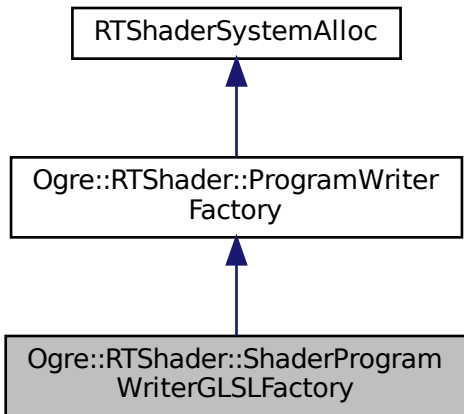 RTShaderSystemAlloc
Ogre::RTShader::ProgramWriter
Factory
Ogre::RTShader::ShaderProgram
WriterGLSLFactory